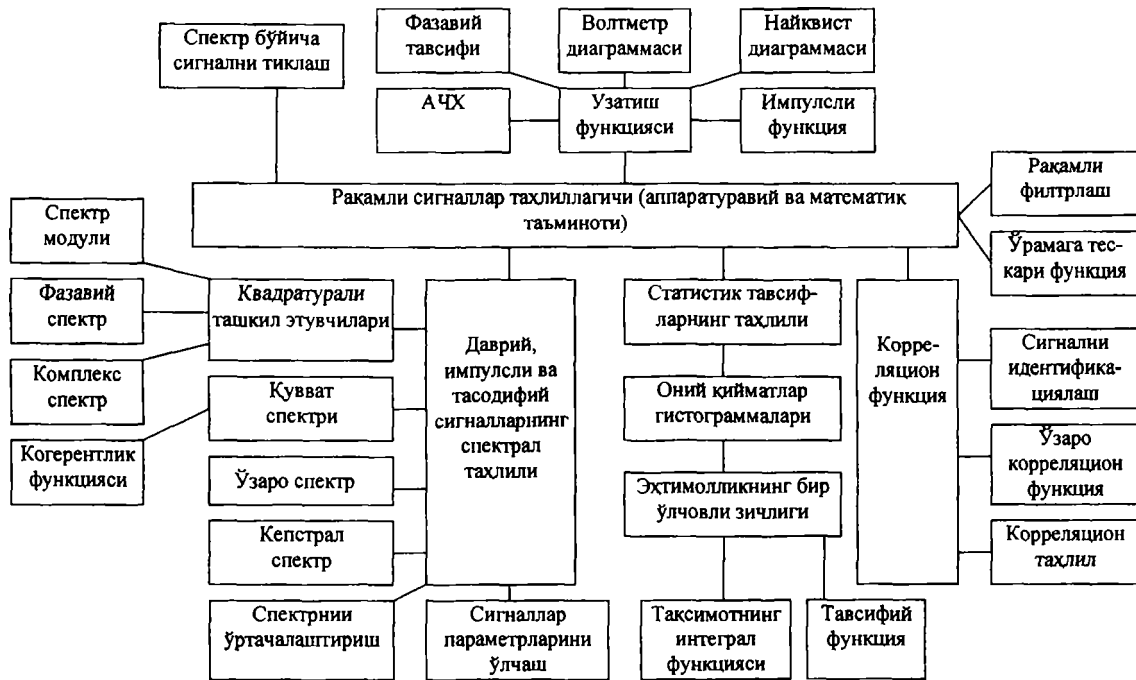 Спектр бўйича
сигнални тиклаш
Фазавий
тавсифи
Волтметр
диаграммаси
Найквист
диаграммаси
АЧХ
Узатиш
функцияси
Импулсли
функция
Рақамли сигналлар таҳлиллагичи (аппаратуравий ва математик
таъминоти)
Рақамли
филтрлаш
Ўрамага тес-
кари функция
Спектр
модули
Фазавий
спектр
Комплекс
спектр
Когерентлик
функцияси
Квадратурали
ташкил этувчилари
Қувват
спектри
Ўзаро спектр
Кепстрал
спектр
Спектрнии
ўртачалаштириш
Даврий,
импулсли ва
тасодифий
сигналларнинг
спектрал
таҳлили
Сигналлар
параметрларини
ўлчаш
Статистик тавсиф-
ларнинг таҳлили
Оний қийматлар
гистограммалари
Эҳтимолликнинг бир
ўлчовли зичлиги
Тақсимотнинг
интеграл
функцияси
Тавсифий
функция
Корре-
ляцион
функция
Сигнални
идентифика-
циялаш
Ўзаро
корреляцион
функция
Корреляцион
таҳлил